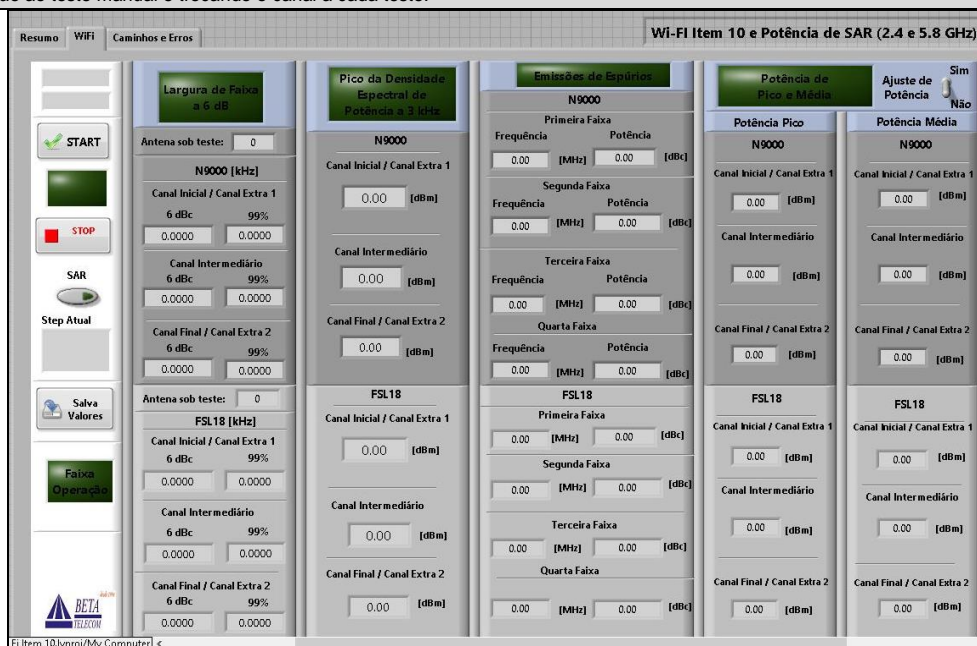 do do teste manual e trocando o canal a cada teste.
Resumo WiFi Caminhos e Erros
Wi-FI Item 10 e Potência de SAR (2.4 e 5.8 GHz)
START
STOP
SAR
Step Atual
Salva
Valores
Faixa
Operação
BETA
TELECOM
Largura de Faixa
a 6 dB
Antena sob teste: 0
N9000 [kHz]
Canal Inicial / Canal Extra 1
6 dBc 99%
0.0000 0.0000
Canal Intermediário
6 dBc 99%
0.0000 0.0000
Canal Final / Canal Extra 2
6 dBc 99%
0.0000 0.0000
Antena sob teste: 0
FSL18 [kHz]
Canal Inicial / Canal Extra 1
6 dBc 99%
0.0000 0.0000
Canal Intermediário
6 dBc 99%
0.0000 0.0000
Canal Final / Canal Extra 2
6 dBc 99%
0.0000 0.0000
Pico da Densidade
Espectral de
Potência a 3 kHz
N9000
Canal Inicial / Canal Extra 1
0.00 [dBm]
Canal Intermediário
0.00 [dBm]
Canal Final / Canal Extra 2
0.00 [dBm]
FSL18
Canal Inicial / Canal Extra 1
0.00 [dBm]
Canal Intermediário
0.00 [dBm]
Canal Final / Canal Extra 2
0.00 [dBm]
Emissões de Espúrios
N9000
Primeira Faixa
Frequência Potência
0.00 [MHz] 0.00 [dBc]
Segunda Faixa
Frequência Potência
0.00 [MHz] 0.00 [dBc]
Terceira Faixa
Frequência Potência
0.00 [MHz] 0.00 [dBc]
Quarta Faixa
Frequência Potência
0.00 [MHz] 0.00 [dBc]
FSL18
Primeira Faixa
0.00 [MHz] 0.00 [dBc]
Segunda Faixa
0.00 [MHz] 0.00 [dBc]
Terceira Faixa
0.00 [MHz] 0.00 [dBc]
Quarta Faixa
0.00 [MHz] 0.00 [dBc]
Potência de
Pico e Média
Ajuste de
Potência
Sim
Não
Potência Pico
N9000
Canal Inicial / Canal Extra 1
0.00 [dBm]
Canal Intermediário
0.00 [dBm]
Canal Final / Canal Extra 2
0.00 [dBm]
FSL18
Canal Inicial / Canal Extra 1
0.00 [dBm]
Canal Intermediário
0.00 [dBm]
Canal Final / Canal Extra 2
0.00 [dBm]
Potência Média
N9000
Canal Inicial / Canal Extra 1
0.00 [dBm]
Canal Intermediário
0.00 [dBm]
Canal Final / Canal Extra 2
0.00 [dBm]
FSL18
Canal Inicial / Canal Extra 1
0.00 [dBm]
Canal Intermediário
0.00 [dBm]
Canal Final / Canal Extra 2
0.00 [dBm]
Fi Item 10.lvproj/My Computer